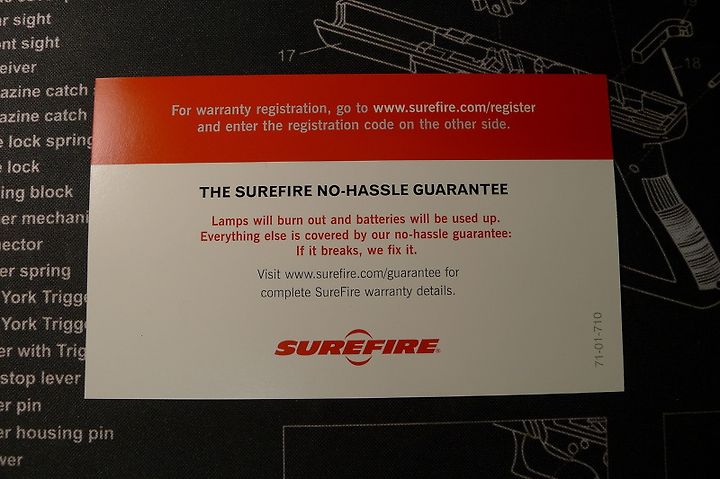 ar sight
nt sight
eiver
azine catch
azine catch
e lock spring
e lock
ing block
er mechani
nector
er spring
York Trigge
York Trigg
er with Trig
stop lever
er pin
er housing pin
ver
17
18
For warranty registration, go to www.surefire.com/register
and enter the registration code on the other side.
THE SUREFIRE NO-HASSLE GUARANTEE
Lamps will burn out and batteries will be used up.
Everything else is covered by our no-hassle guarantee:
If it breaks, we fix it.
Visit www.surefire.com/guarantee for
complete SureFire warranty details.
SUREFIRE®
71-01-710